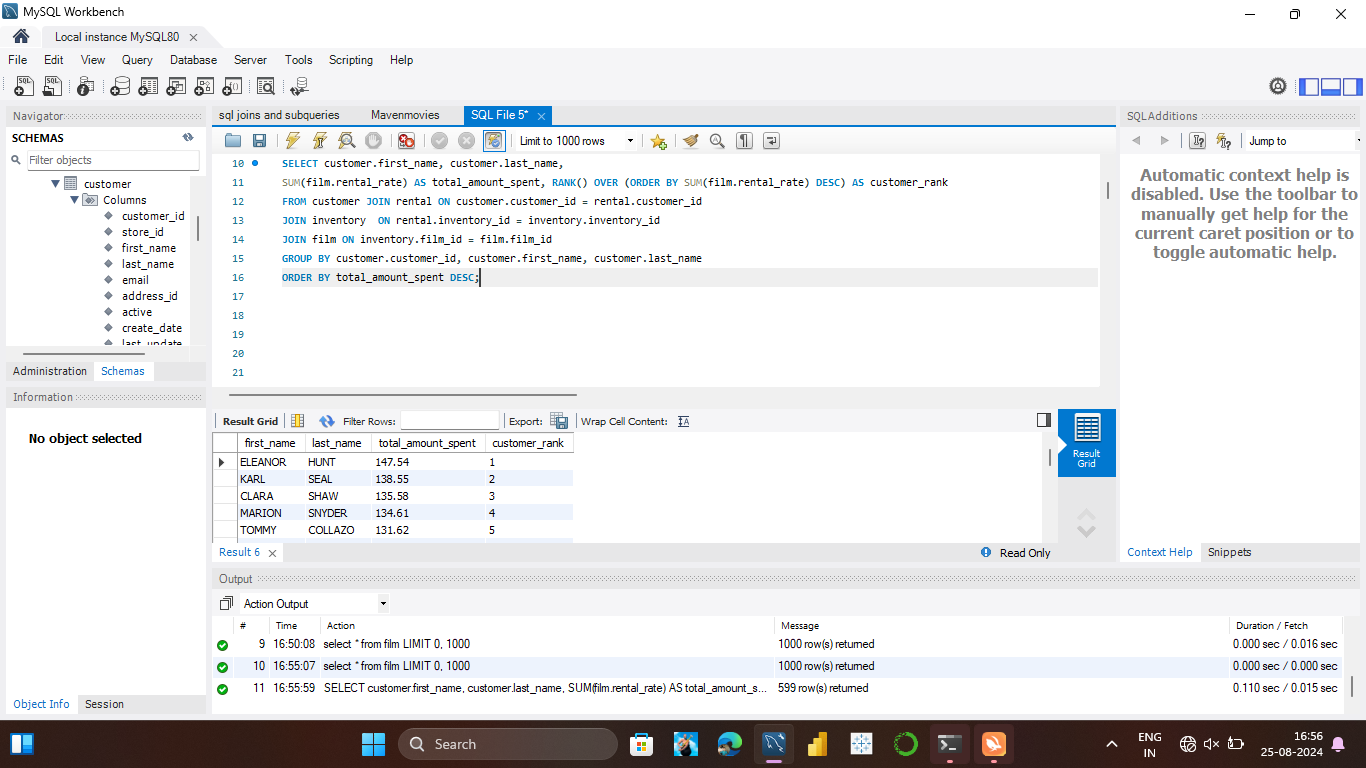 MySQL Workbench
Local instance MySQL80
File Edit View Query Database Server Tools Scripting Help
Navigator
SCHEMAS
Filter objects
customer
Columns
customer_id
store_id
first_name
last_name
email
address_id
active
create_date
last_update
Administration Schemas
Information
No object selected
Object Info Session
sql joins and subqueries Mavenmovies SQL File 5*
Limit to 1000 rows
10 SELECT customer.first_name, customer.last_name,
11 SUM(film.rental_rate) AS total_amount_spent, RANK() OVER (ORDER BY SUM(film.rental_rate) DESC) AS customer_rank
12 FROM customer JOIN rental ON customer.customer_id = rental.customer_id
13 JOIN inventory  ON rental.inventory_id = inventory.inventory_id
14 JOIN film ON inventory.film_id = film.film_id
15 GROUP BY customer.customer_id, customer.first_name, customer.last_name
16 ORDER BY total_amount_spent DESC;
17
18
19
20
21
Result Grid Filter Rows: Export: Wrap Cell Content:
first_name last_name total_amount_spent customer_rank
ELEANOR HUNT 147.54 1
KARL SEAL 138.55 2
CLARA SHAW 135.58 3
MARION SNYDER 134.61 4
TOMMY COLLAZO 131.62 5
Result Grid
Result 6
Read Only
SQLAdditions
Jump to
Automatic context help is
disabled. Use the toolbar to
manually get help for the
current caret position or to
toggle automatic help.
Context Help Snippets
Output
Action Output
# Time Action Message Duration / Fetch
9 16:50:08 select * from film LIMIT 0, 1000 1000 row(s) returned 0.000 sec / 0.016 sec
10 16:55:07 select * from film LIMIT 0, 1000 1000 row(s) returned 0.000 sec / 0.000 sec
11 16:55:59 SELECT customer.first_name, customer.last_name, SUM(film.rental_rate) AS total_amount_s... 599 row(s) returned 0.110 sec / 0.015 sec
Search
ENG
IN
16:56
25-08-2024